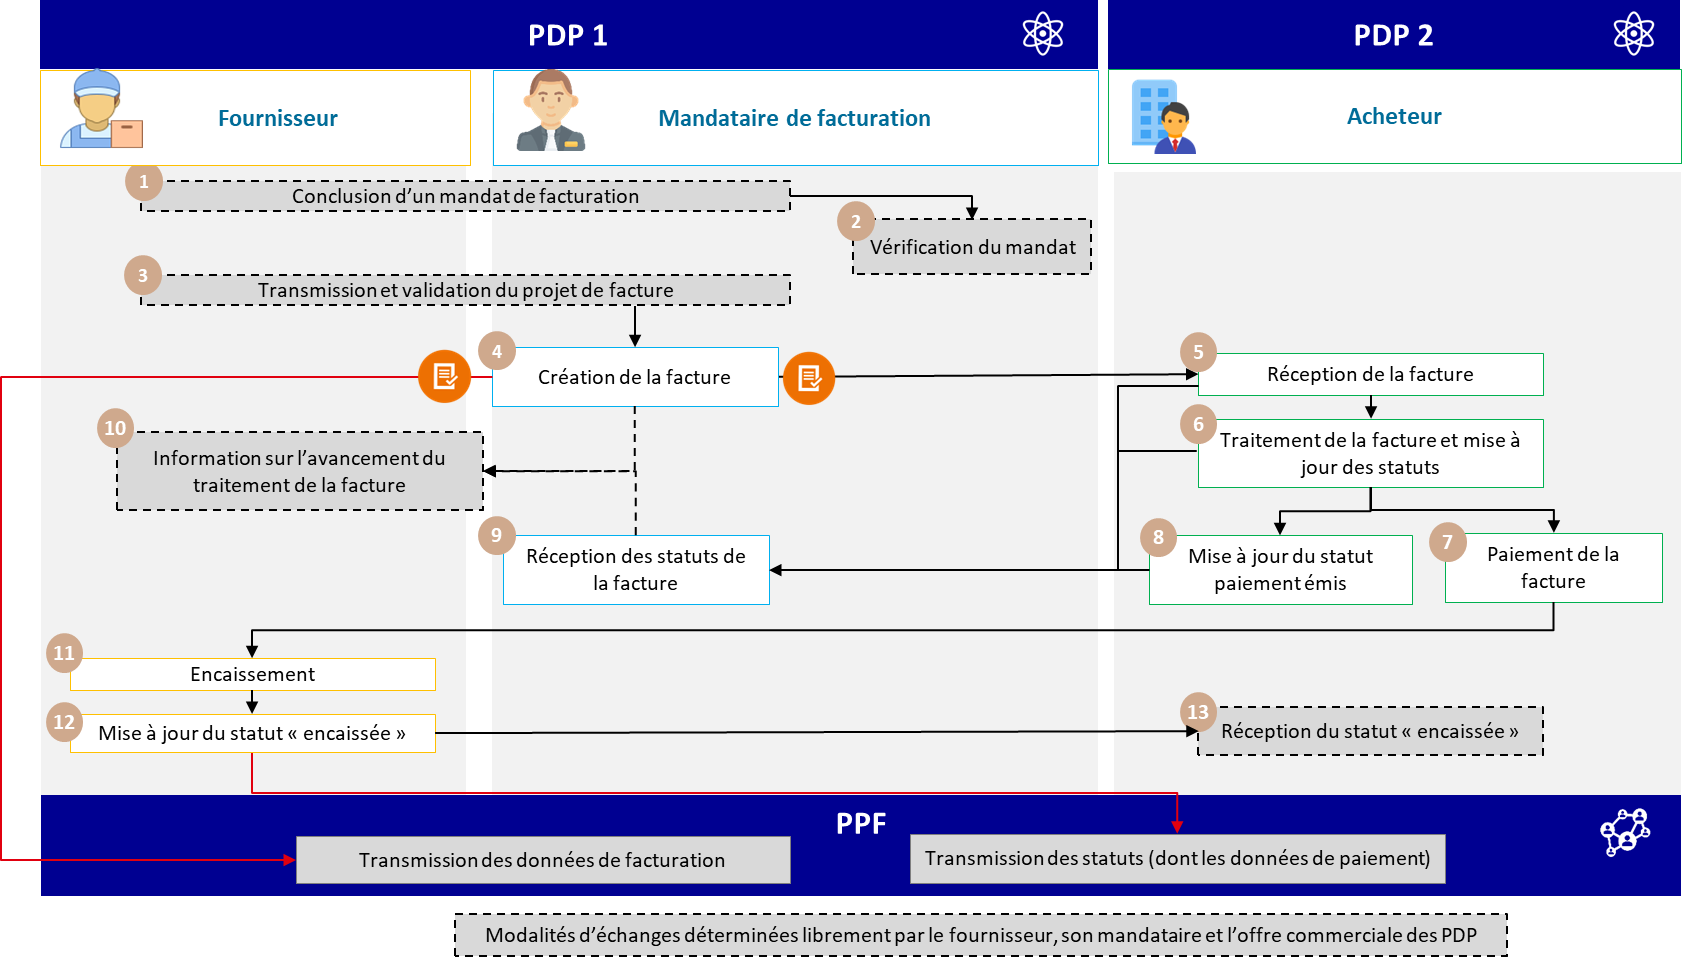 PDP 1
PDP 2
Fournisseur
Mandataire de facturation
Acheteur
1
Conclusion d’un mandat de facturation
2
Vérification du mandat
3
Transmission et validation du projet de facture
4
Création de la facture
5
Réception de la facture
6
Traitement de la facture et mise à
jour des statuts
10
Information sur l’avancement du
traitement de la facture
9
Réception des statuts de
la facture
8
Mise à jour du statut
paiement émis
7
Paiement de la
facture
11
Encaissement
12
Mise à jour du statut « encaissée »
13
Réception du statut « encaissée »
PPF
Transmission des données de facturation
Transmission des statuts (dont les données de paiement)
Modalités d’échanges déterminées librement par le fournisseur, son mandataire et l’offre commerciale des PDP